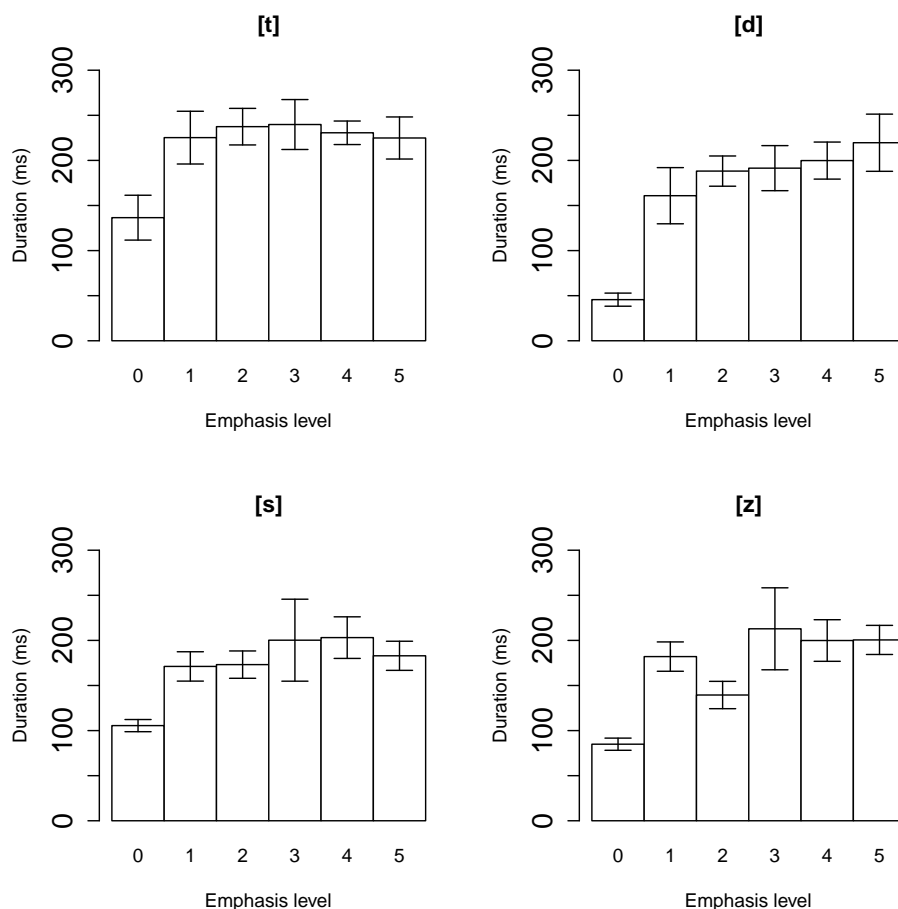 [t]
Duration (ms)
300
200
100
0
0 1 2 3 4 5
Emphasis level
[d]
Duration (ms)
300
200
100
0
0 1 2 3 4 5
Emphasis level
[s]
Duration (ms)
300
200
100
0
0 1 2 3 4 5
Emphasis level
[z]
Duration (ms)
300
200
100
0
0 1 2 3 4 5
Emphasis level